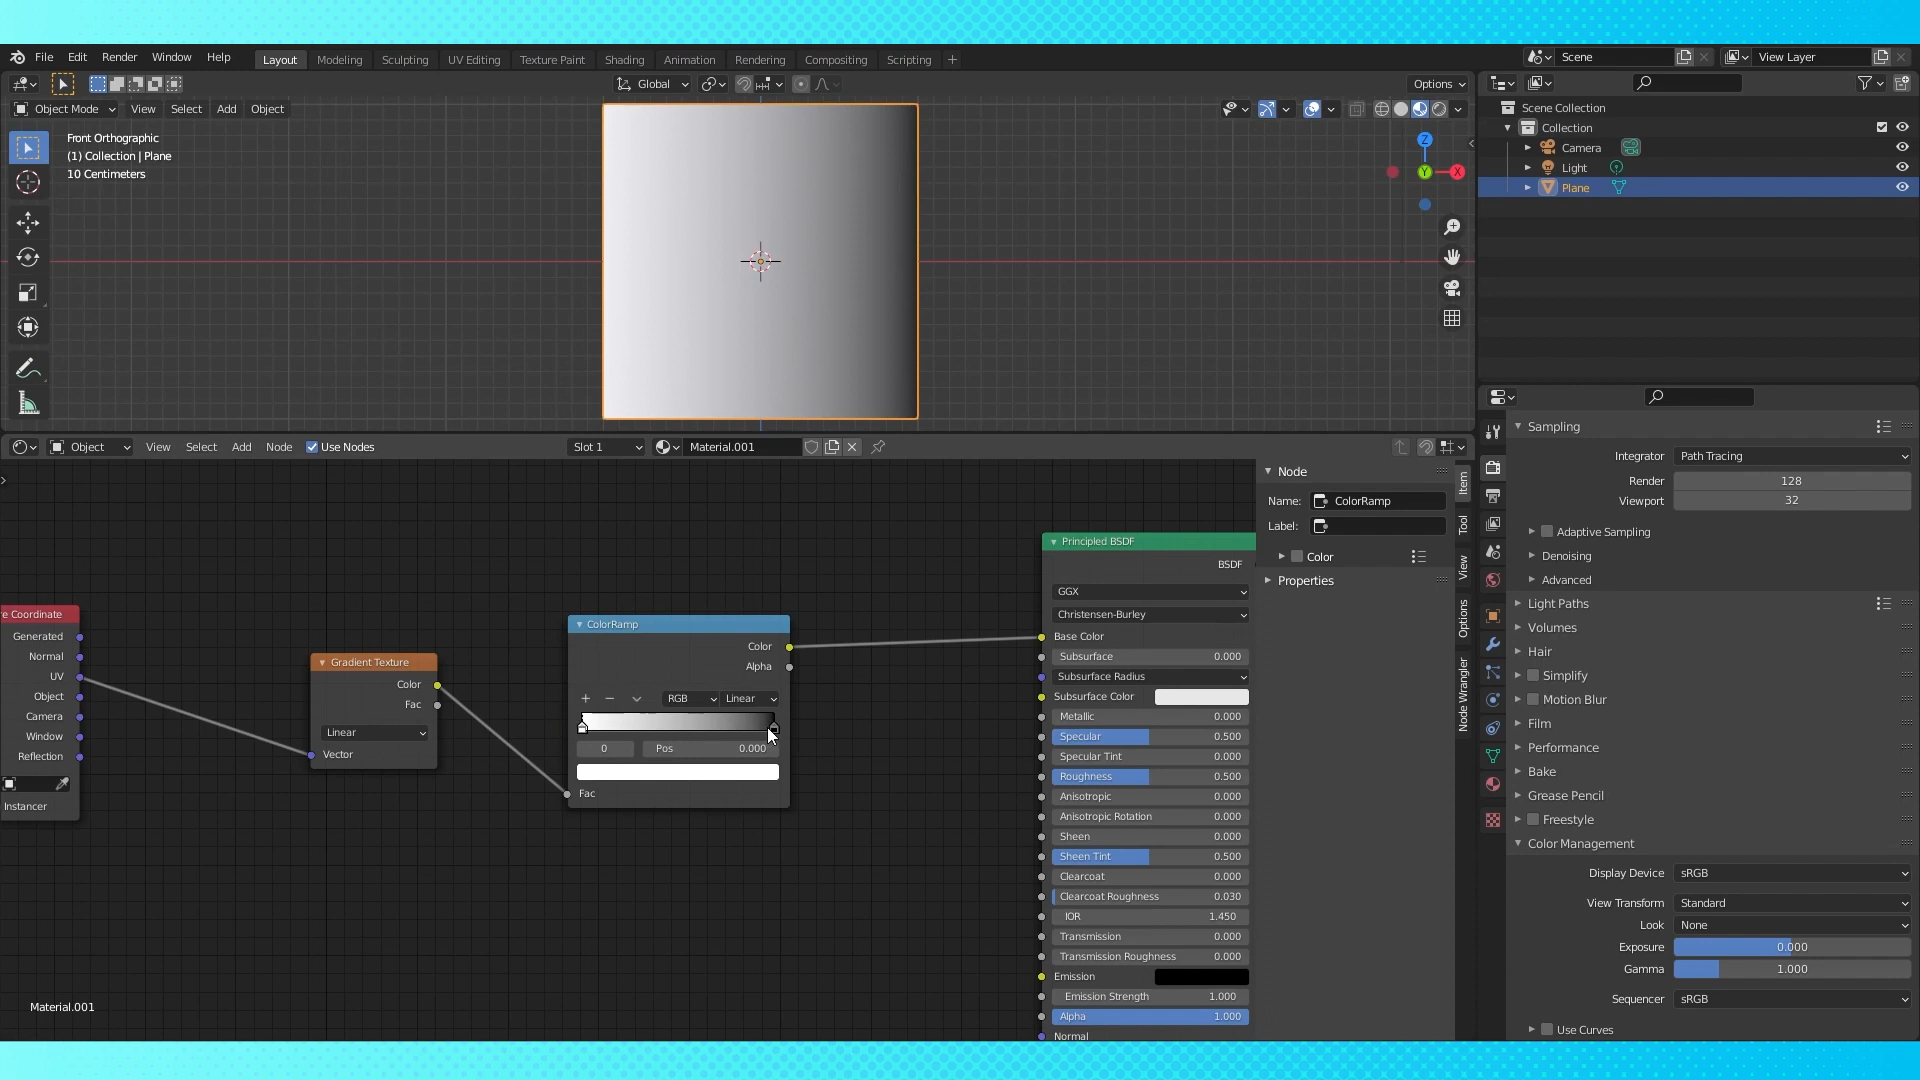 File Edit Render Window Help Layout Modeling Sculpting UV Editing Texture Paint Shading Animation Rendering Compositing Scripting + Scene View Layer
Global Options
Object Mode View Select Add Object
Front Orthographic
(1) Collection | Plane
10 Centimeters
Z
Y
X
Scene Collection
Collection
Camera
Light
Plane
Object View Select Add Node Use Nodes Slot 1 Material.001
e Coordinate
Generated
Normal
UV
Object
Camera
Window
Reflection
Instancer
Gradient Texture
Color
Fac
Linear
Vector
ColorRamp
Color
Alpha
RGB Linear
0 Pos 0.000
Fac
Principled BSDF
BSDF
GGX
Christensen-Burley
Base Color
Subsurface 0.000
Subsurface Radius
Subsurface Color
Metallic 0.000
Specular 0.500
Specular Tint 0.000
Roughness 0.500
Anisotropic 0.000
Anisotropic Rotation 0.000
Sheen 0.000
Sheen Tint 0.500
Clearcoat 0.000
Clearcoat Roughness 0.030
IOR 1.450
Transmission 0.000
Transmission Roughness 0.000
Emission
Emission Strength 1.000
Alpha 1.000
Normal
Material.001
Node
Name: ColorRamp
Label:
Color
Properties
Item
Tool
View
Options
Node Wrangler
Sampling
Integrator Path Tracing
Render 128
Viewport 32
Adaptive Sampling
Denoising
Advanced
Light Paths
Volumes
Hair
Simplify
Motion Blur
Film
Performance
Bake
Grease Pencil
Freestyle
Color Management
Display Device sRGB
View Transform Standard
Look None
Exposure 0.000
Gamma 1.000
Sequencer sRGB
Use Curves